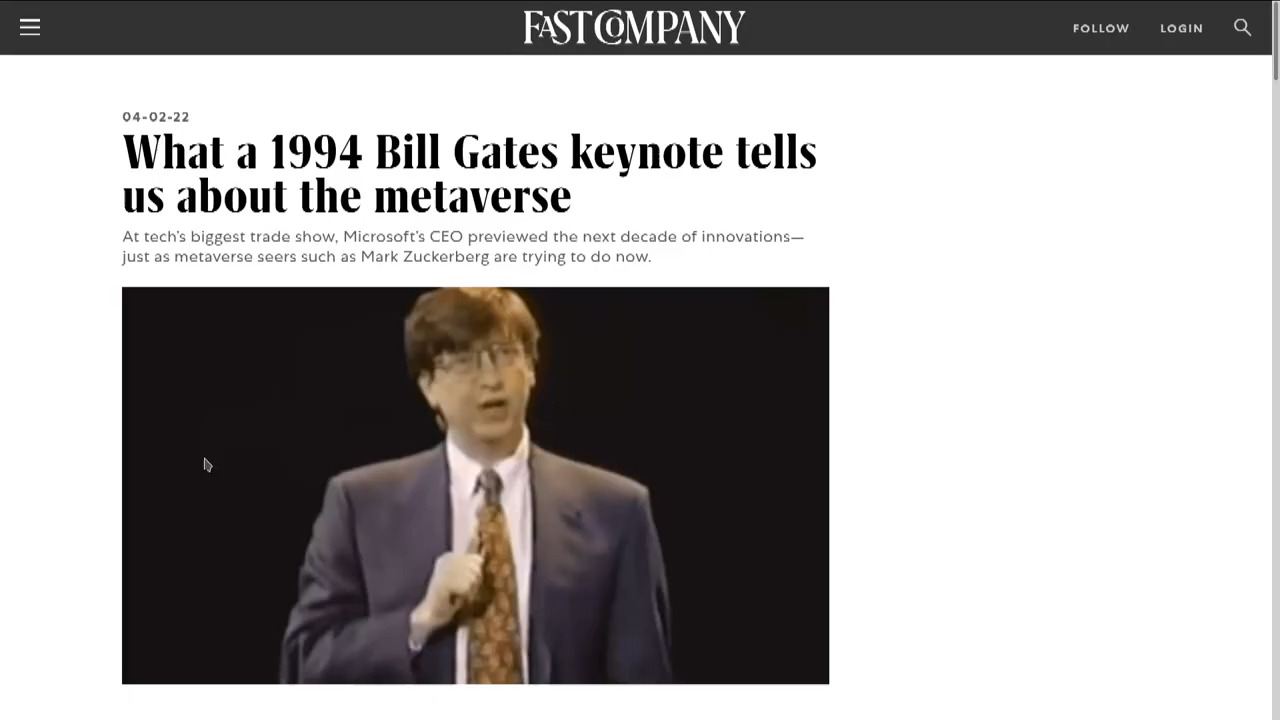 FAST COMPANY
FOLLOW
LOGIN
04-02-22
What a 1994 Bill Gates keynote tells
us about the metaverse
At tech's biggest trade show, Microsoft's CEO previewed the next decade of innovations—
just as metaverse seers such as Mark Zuckerberg are trying to do now.